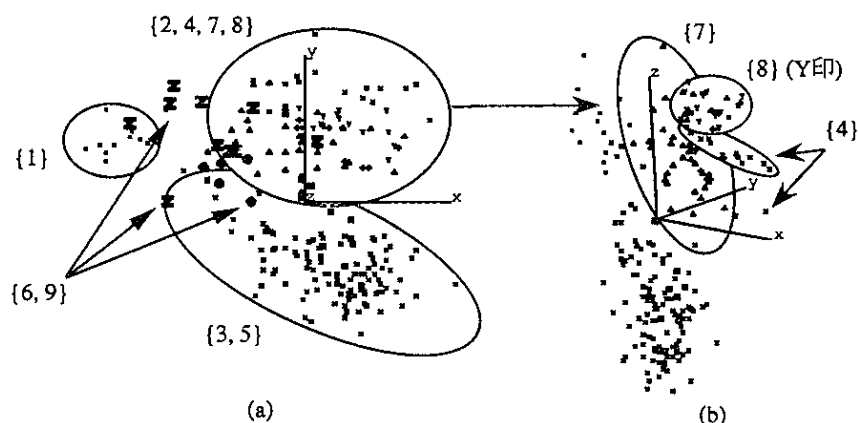 {2, 4, 7, 8}
y
{1}
z
x
{6, 9}
{3, 5}
(a)
{7}
{8} (Y印)
z
{4}
y
x
(b)